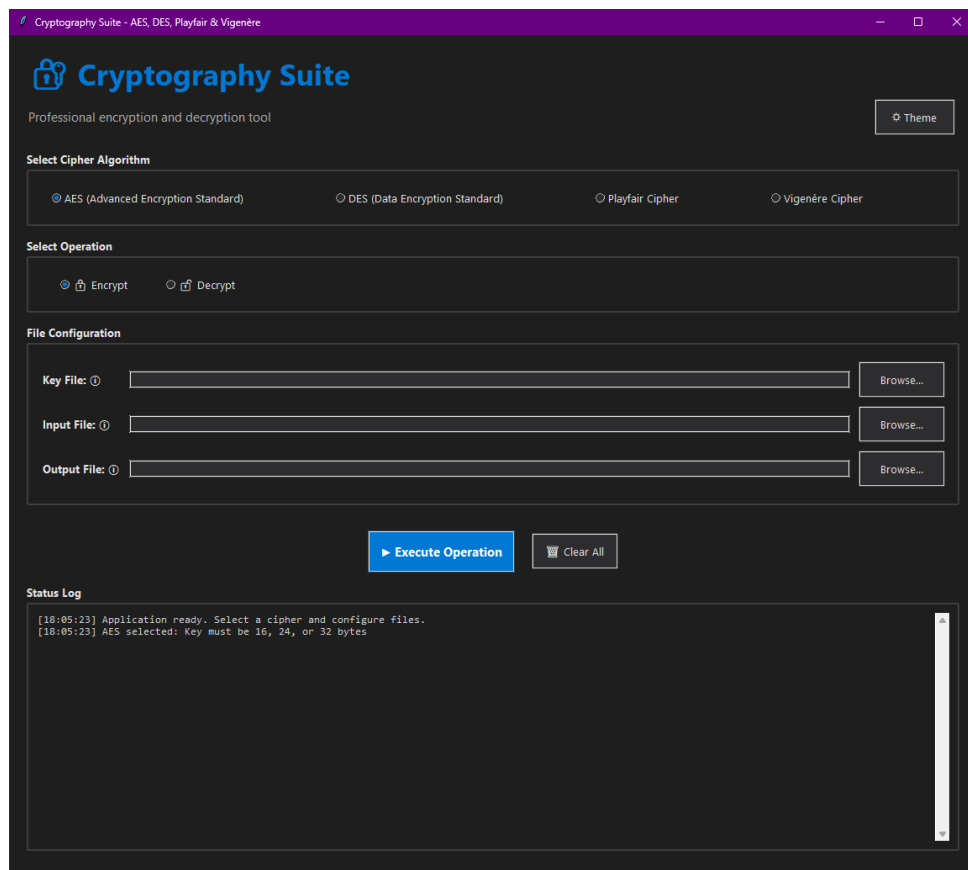 Cryptography Suite - AES, DES, Playfair & Vigenère
Cryptography Suite
Professional encryption and decryption tool
Theme
Select Cipher Algorithm
AES (Advanced Encryption Standard) DES (Data Encryption Standard) Playfair Cipher Vigenère Cipher
Select Operation
Encrypt Decrypt
File Configuration
Key File: ⓘ Browse...
Input File: ⓘ Browse...
Output File: ⓘ Browse...
► Execute Operation Clear All
Status Log
[18:05:23] Application ready. Select a cipher and configure files.
[18:05:23] AES selected: Key must be 16, 24, or 32 bytes